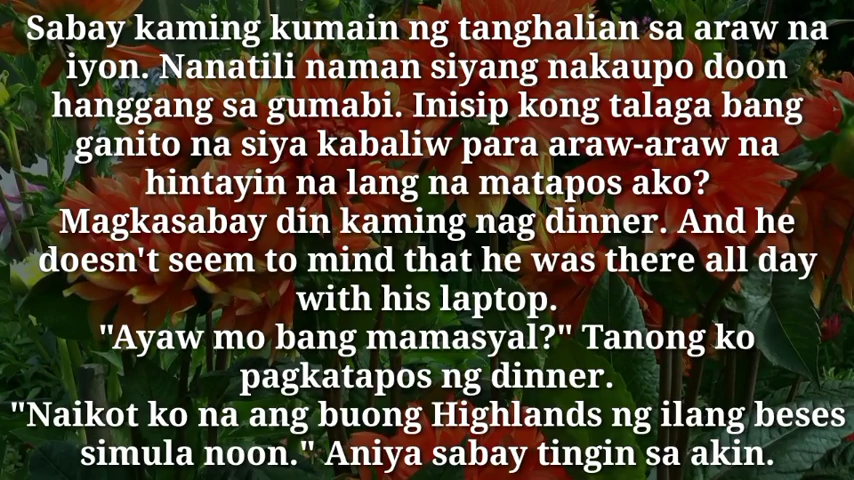 Sabay kaming kumain ng tanghalian sa araw na
iyon. Nanatili naman siyang nakaupo doon
hanggang sa gumabi. Inisip kong talaga bang
ganito na siya kabaliw para araw-araw na
hintayin na lang na matapos ako?
Magkasabay din kaming nag dinner. And he
doesn't seem to mind that he was there all day
with his laptop.
"Ayaw mo bang mamasyal?" Tanong ko
pagkatapos ng dinner.
"Naikot ko na ang buong Highlands ng ilang beses
simula noon." Aniya sabay tingin sa akin.